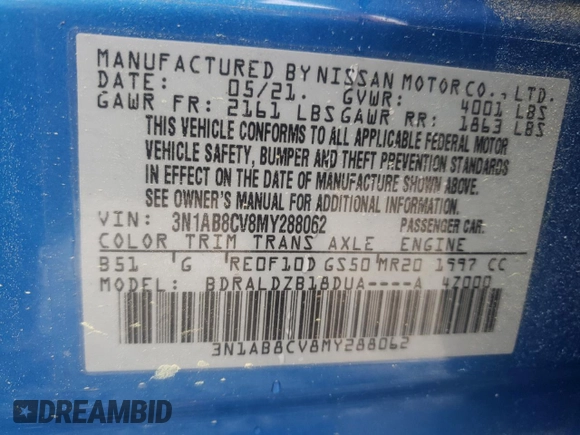 MANUFACTURED BY NISSAN MOTOR CO., LTD.
DATE: 05/21. GVWR: 4001 LBS
GAWR FR: 2161 LBS GAWR RR: 1863 LBS
THIS VEHICLE CONFORMS TO ALL APPLICABLE FEDERAL MOTOR
VEHICLE SAFETY, BUMPER AND THEFT PREVENTION STANDARDS
IN EFFECT ON THE DATE OF MANUFACTURE SHOWN ABOVE.
SEE OWNER'S MANUAL FOR ADDITIONAL INFORMATION.
VIN: 3N1AB8CV8MY288062 PASSENGER CAR.
COLOR TRIM TRANS AXLE ENGINE
B51 G RE0F10D GS50 MR20 1997 CC
MODEL: BDRALDZB18DUA----A 4Z000
3N1AB8CV8MY288062
DREAMBID